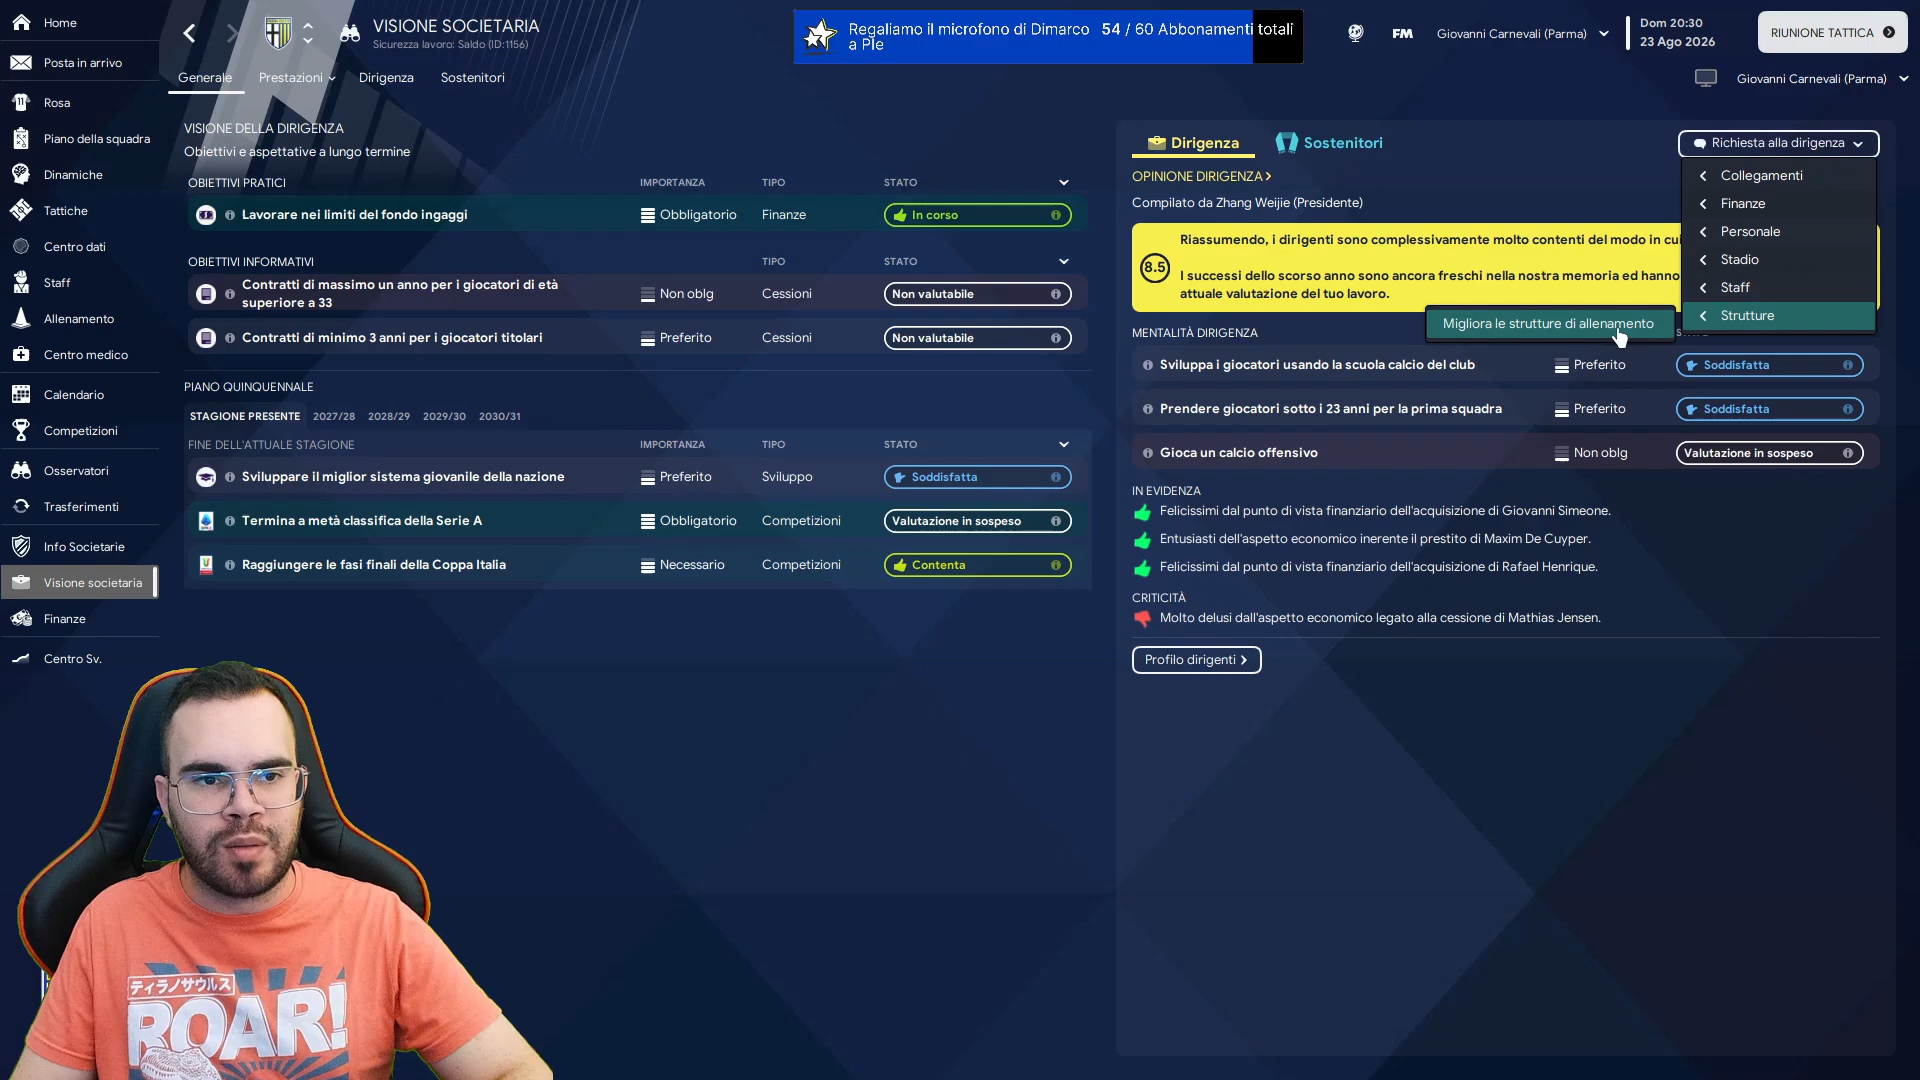 Home
Posta in arrivo
Rosa
Piano della squadra
Dinamiche
Tattiche
Centro dati
Staff
Allenamento
Centro medico
Calendario
Competizioni
Osservatori
Trasferimenti
Info Societarie
Visione societaria
Finanze
Centro Sv.
VISIONE SOCIETARIA
Sicurezza lavoro: Saldo (ID:1156)
Generale Prestazioni Dirigenza Sostenitori
Regaliamo il microfono di Dimarco 54 / 60 Abbonamenti totali
a Pie
FM Giovanni Carnevali (Parma)
Dom 20:30
23 Ago 2026
RIUNIONE TATTICA
Giovanni Carnevali (Parma)
VISIONE DELLA DIRIGENZA
Obiettivi e aspettative a lungo termine
OBIETTIVI PRATICI IMPORTANZA TIPO STATO
Lavorare nei limiti del fondo ingaggi Obbligatorio Finanze In corso
OBIETTIVI INFORMATIVI TIPO STATO
Contratti di massimo un anno per i giocatori di età
superiore a 33 Non oblg Cessioni Non valutabile
Contratti di minimo 3 anni per i giocatori titolari Preferito Cessioni Non valutabile
PIANO QUINQUENNALE
STAGIONE PRESENTE 2027/28 2028/29 2029/30 2030/31
FINE DELL'ATTUALE STAGIONE IMPORTANZA TIPO STATO
Sviluppare il miglior sistema giovanile della nazione Preferito Sviluppo Soddisfatta
Termina a metà classifica della Serie A Obbligatorio Competizioni Valutazione in sospeso
Raggiungere le fasi finali della Coppa Italia Necessario Competizioni Contenta
Dirigenza Sostenitori
Richiesta alla dirigenza
Collegamenti
Finanze
Personale
Stadio
Staff
Strutture
Migliora le strutture di allenamento
OPINIONE DIRIGENZA >
Compilato da Zhang Weijie (Presidente)
8.5
Riassumendo, i dirigenti sono complessivamente molto contenti del modo in cui
I successi dello scorso anno sono ancora freschi nella nostra memoria ed hanno
attuale valutazione del tuo lavoro.
MENTALITÀ DIRIGENZA
Sviluppa i giocatori usando la scuola calcio del club Preferito Soddisfatta
Prendere giocatori sotto i 23 anni per la prima squadra Preferito Soddisfatta
Gioca un calcio offensivo Non oblg Valutazione in sospeso
IN EVIDENZA
Felicissimi dal punto di vista finanziario dell'acquisizione di Giovanni Simeone.
Entusiasti dell'aspetto economico inerente il prestito di Maxim De Cuyper.
Felicissimi dal punto di vista finanziario dell'acquisizione di Rafael Henrique.
CRITICITÀ
Molto delusi dall'aspetto economico legato alla cessione di Mathias Jensen.
Profilo dirigenti >
ティラノサウルス
ROAR!